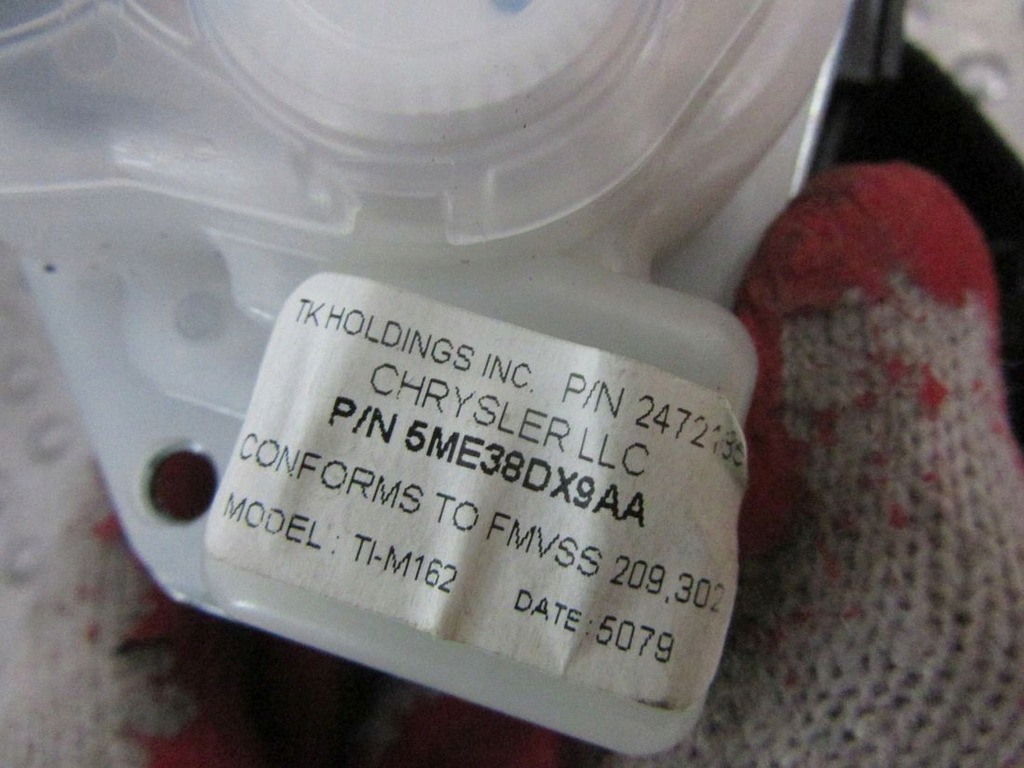 TK HOLDINGS INC. P/N
CHRYSLER LLC
P/N 5ME38DX9AA
CONFORMS TO FMVSS 209,302
MODEL : TI-M162 DATE : 5079